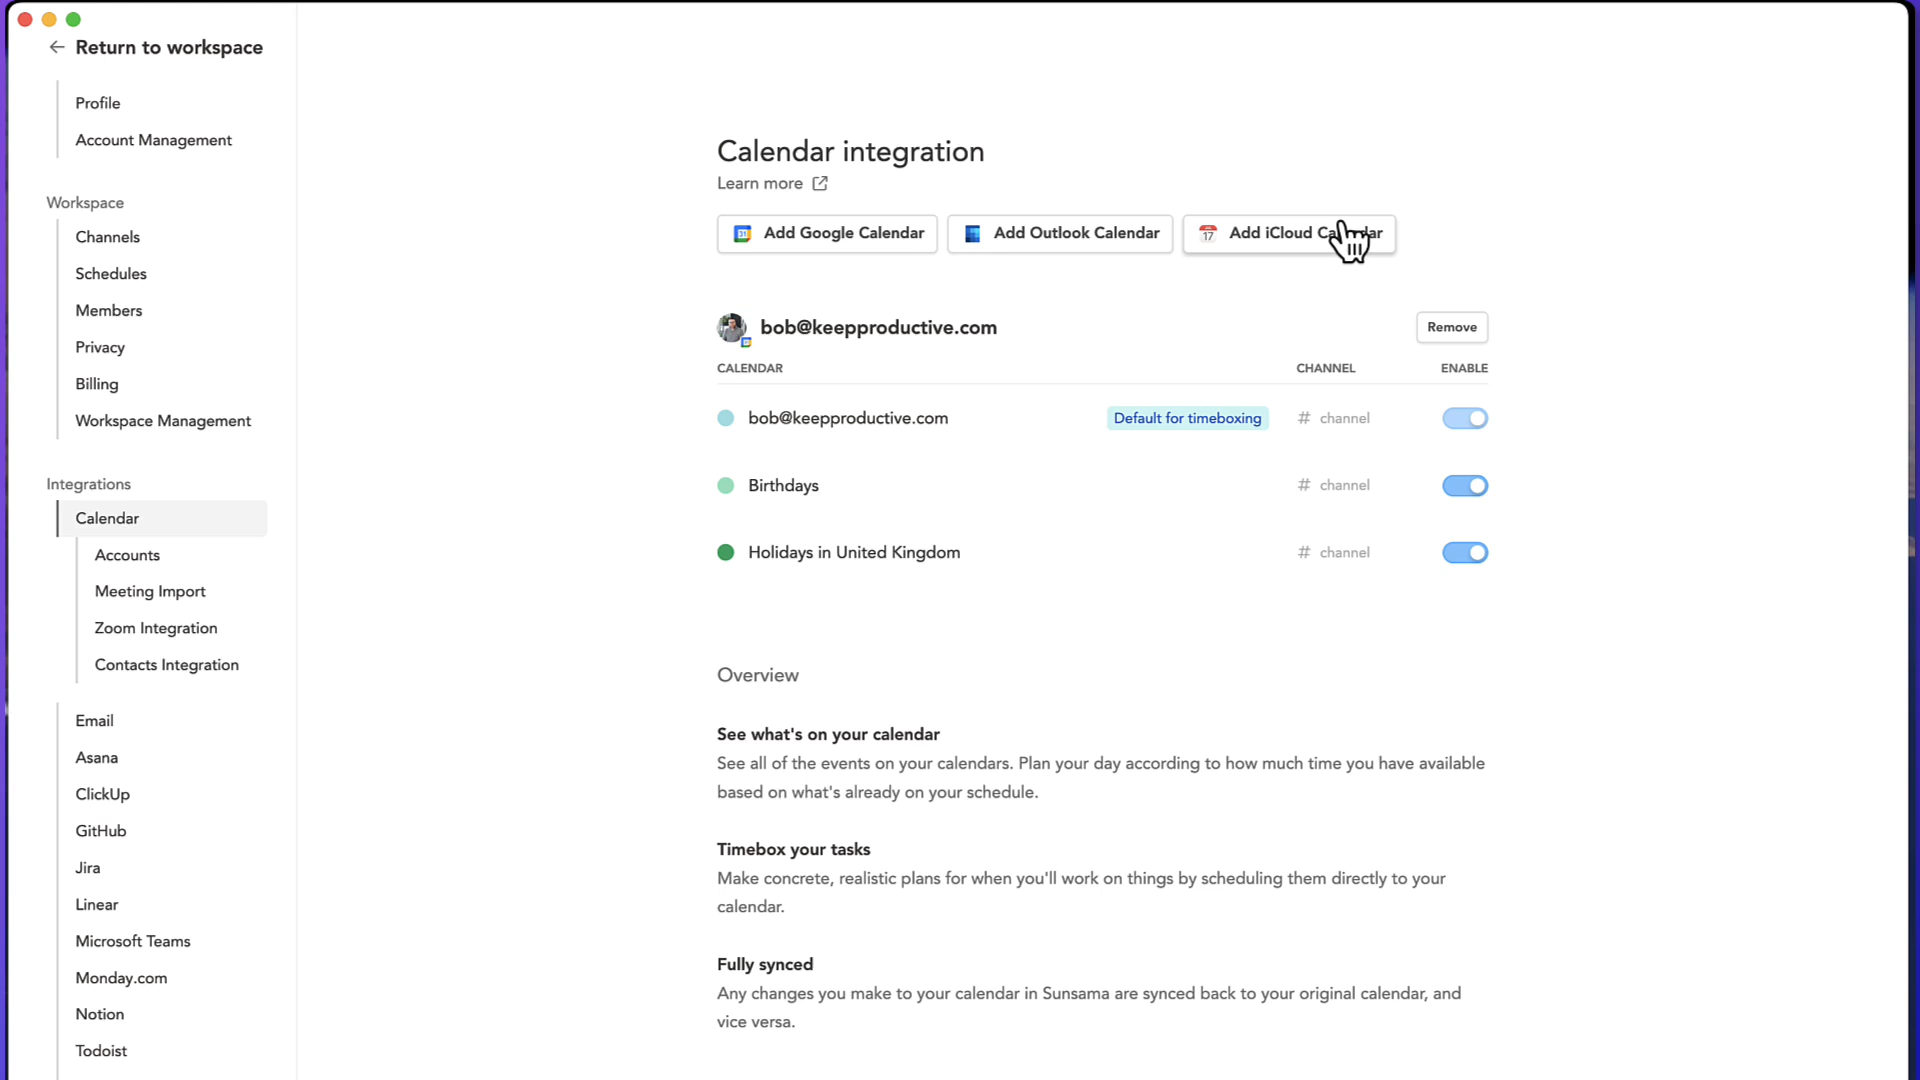 Return to workspace
Profile
Account Management
Workspace
Channels
Schedules
Members
Privacy
Billing
Workspace Management
Integrations
Calendar
Accounts
Meeting Import
Zoom Integration
Contacts Integration
Email
Asana
ClickUp
GitHub
Jira
Linear
Microsoft Teams
Monday.com
Notion
Todoist
Calendar integration
Learn more
31 Add Google Calendar
Add Outlook Calendar
17 Add iCloud Calendar
bob@keepproductive.com
Remove
CALENDAR CHANNEL ENABLE
bob@keepproductive.com Default for timeboxing # channel
Birthdays # channel
Holidays in United Kingdom # channel
Overview
See what's on your calendar
See all of the events on your calendars. Plan your day according to how much time you have available
based on what's already on your schedule.
Timebox your tasks
Make concrete, realistic plans for when you'll work on things by scheduling them directly to your
calendar.
Fully synced
Any changes you make to your calendar in Sunsama are synced back to your original calendar, and
vice versa.